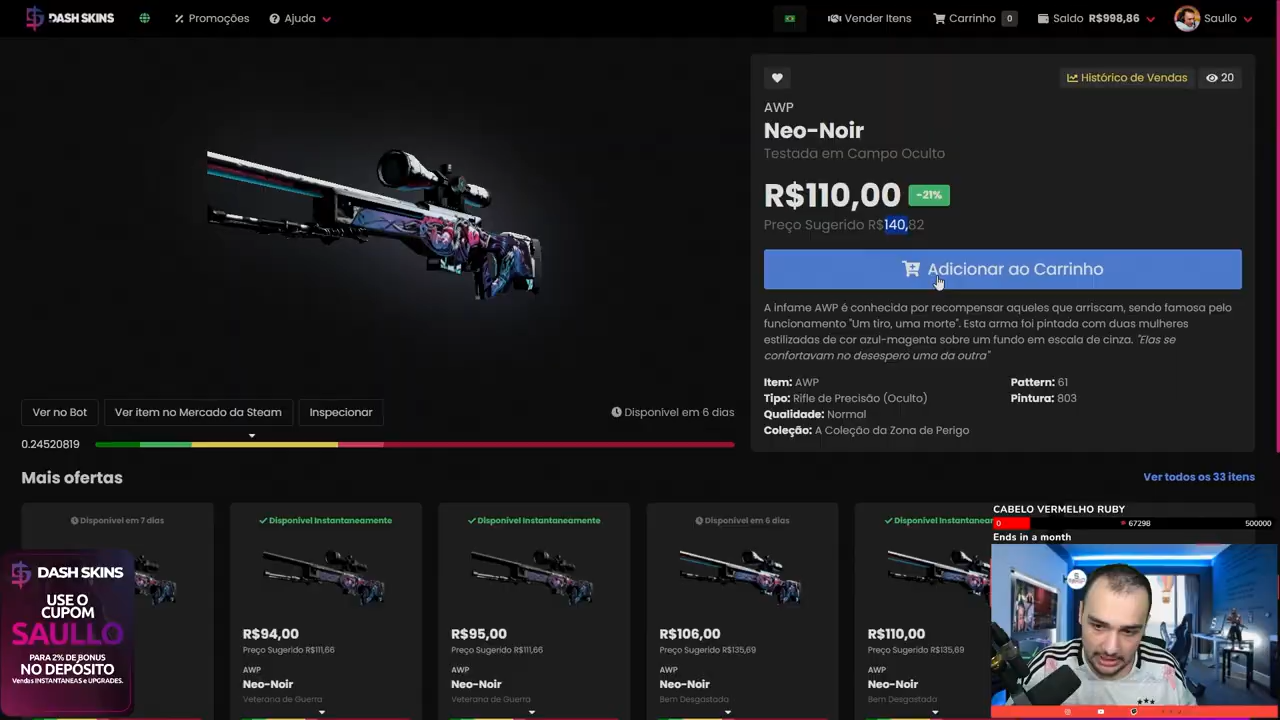 DASH SKINS
Promoções
Ajuda
Vender Itens
Carrinho 0
Saldo R$998,86
Saullo
Histórico de Vendas
20
AWP
Neo-Noir
Testada em Campo Oculto
R$110,00 -21%
Preço Sugerido R$140,82
Adicionar ao Carrinho
A infame AWP é conhecida por recompensar aqueles que arriscam, sendo famosa pelo
funcionamento "Um tiro, uma morte". Esta arma foi pintada com duas mulheres
estilizadas de cor azul-magenta sobre um fundo em escala de cinza. "Elas se
confortavam no desespero uma da outra"
Item: AWP
Pattern: 61
Tipo: Rifle de Precisão (Oculto)
Pintura: 803
Qualidade: Normal
Coleção: A Coleção da Zona de Perigo
Ver no Bot
Ver item no Mercado da Steam
Inspecionar
Disponível em 6 dias
0.24520819
Mais ofertas
Ver todos os 33 itens
Disponível em 7 dias
Disponível Instantaneamente
R$94,00
Preço Sugerido R$111,66
AWP
Neo-Noir
Veterana de Guerra
Disponível Instantaneamente
R$95,00
Preço Sugerido R$111,66
AWP
Neo-Noir
Veterana de Guerra
Disponível em 6 dias
R$106,00
Preço Sugerido R$135,69
AWP
Neo-Noir
Bem Desgastada
Disponível Instantanean
R$110,00
Preço Sugerido R$135,69
AWP
Neo-Noir
Bem Desgastada
DASH SKINS
USE O
CUPOM
SAULLO
PARA 2% DE BONUS
NO DEPÓSITO
Vendas INSTANTANEAS e UPGRADES.
CABELO VERMELHO RUBY
0 67298 500000
Ends in a month